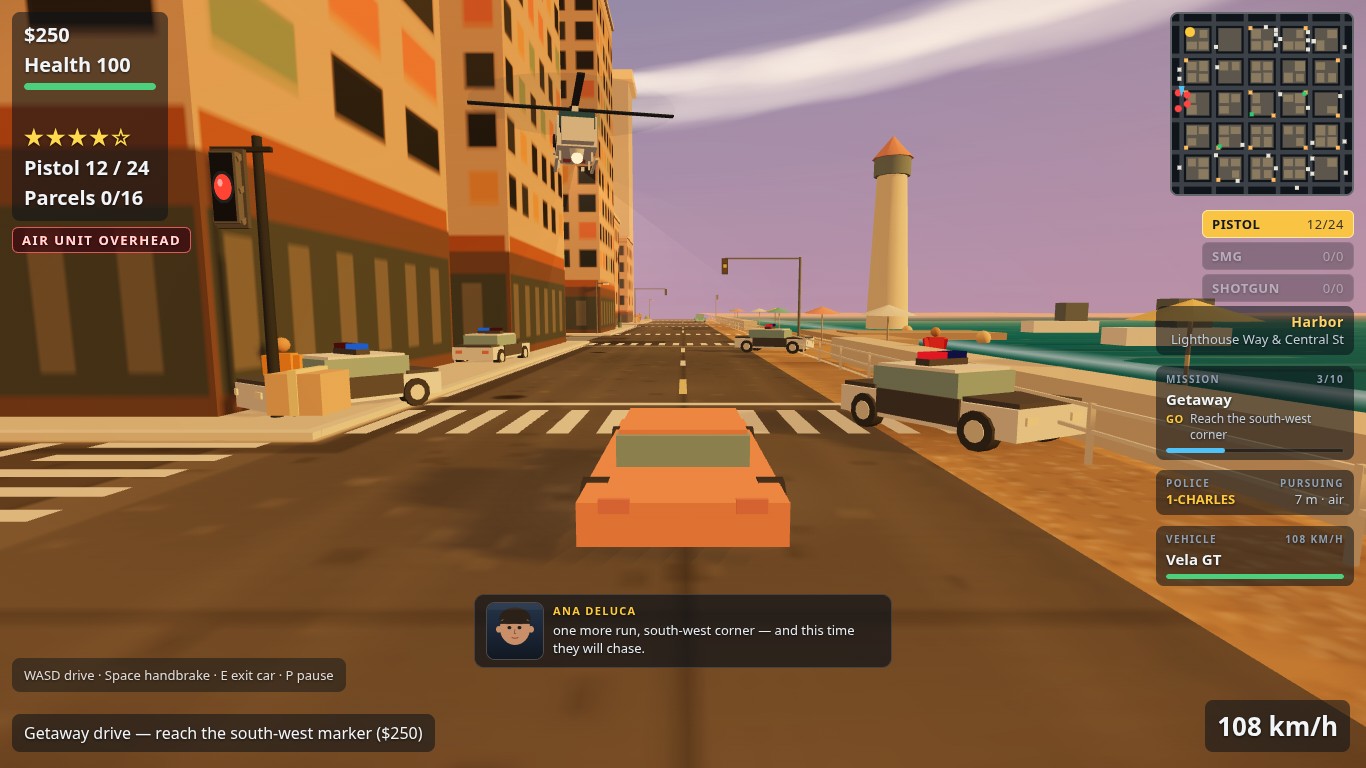 $250
Health 100
★★★★☆
Pistol 12 / 24
Parcels 0/16
AIR UNIT OVERHEAD
PISTOL 12/24
SMG 0/0
SHOTGUN 0/0
Harbor
Lighthouse Way & Central St
MISSION 3/10
Getaway
GO Reach the south-west
corner
POLICE PURSUING
1-CHARLES 7 m · air
VEHICLE 108 KM/H
Vela GT
ANA DELUCA
one more run, south-west corner — and this time
they will chase.
WASD drive · Space handbrake · E exit car · P pause
Getaway drive — reach the south-west marker ($250)
108 km/h